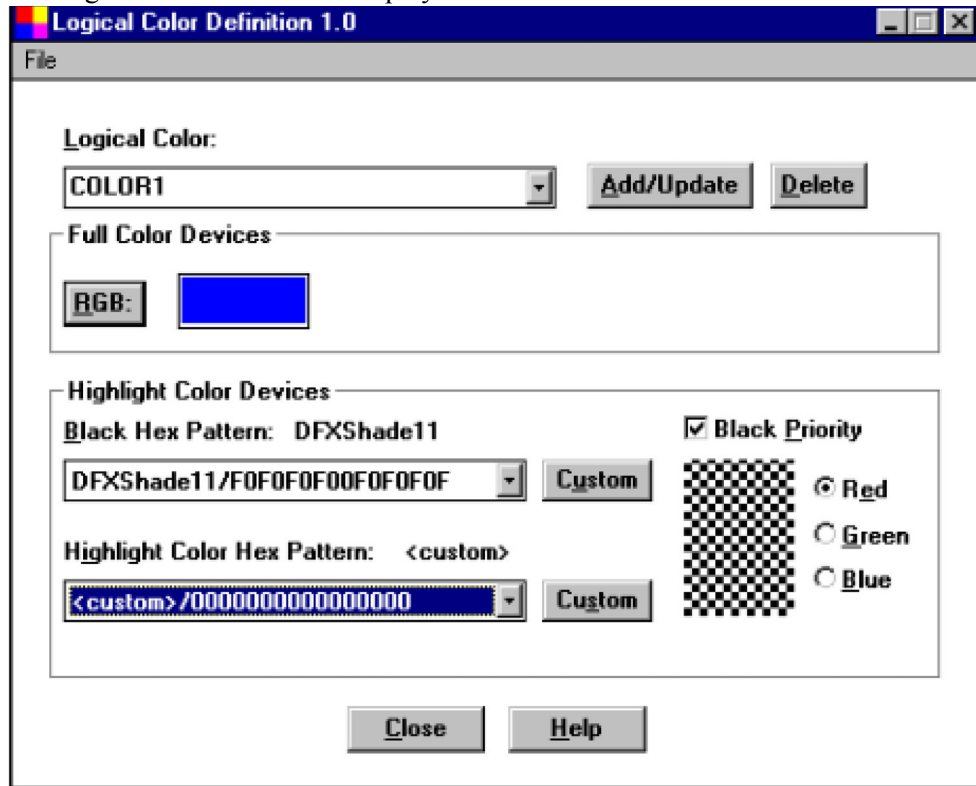 Logical Color Definition 1.0
File
Logical Color:
COLOR1
Add/Update
Delete
Full Color Devices
RGB:
Highlight Color Devices
Black Hex Pattern: DFXShade11
Black Priority
DFXShade11/F0F0F0F00F0F0F0F
Custom
Red
Green
Blue
Highlight Color Hex Pattern: <custom>
<custom>/0000000000000000
Custom
Close
Help